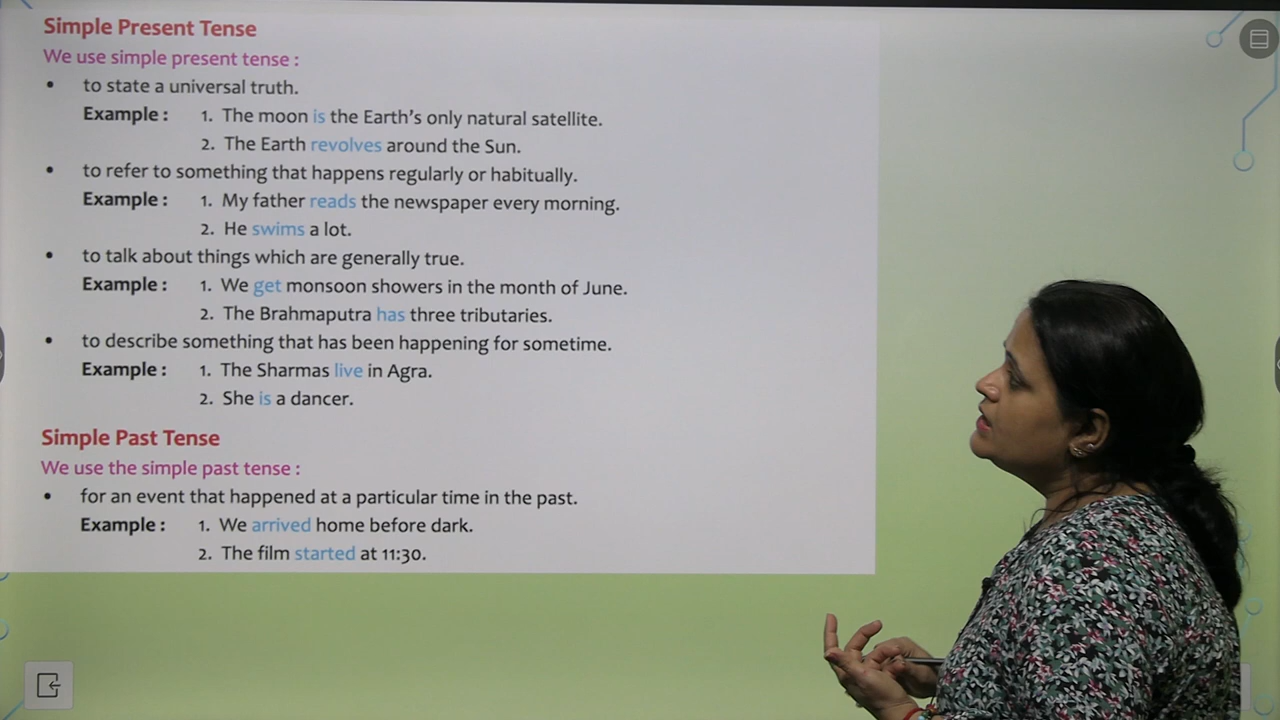 Simple Present Tense
We use simple present tense :
• to state a universal truth.
Example : 1. The moon is the Earth's only natural satellite.
2. The Earth revolves around the Sun.
• to refer to something that happens regularly or habitually.
Example : 1. My father reads the newspaper every morning.
2. He swims a lot.
• to talk about things which are generally true.
Example : 1. We get monsoon showers in the month of June.
2. The Brahmaputra has three tributaries.
• to describe something that has been happening for sometime.
Example : 1. The Sharmas live in Agra.
2. She is a dancer.
Simple Past Tense
We use the simple past tense :
• for an event that happened at a particular time in the past.
Example : 1. We arrived home before dark.
2. The film started at 11:30.